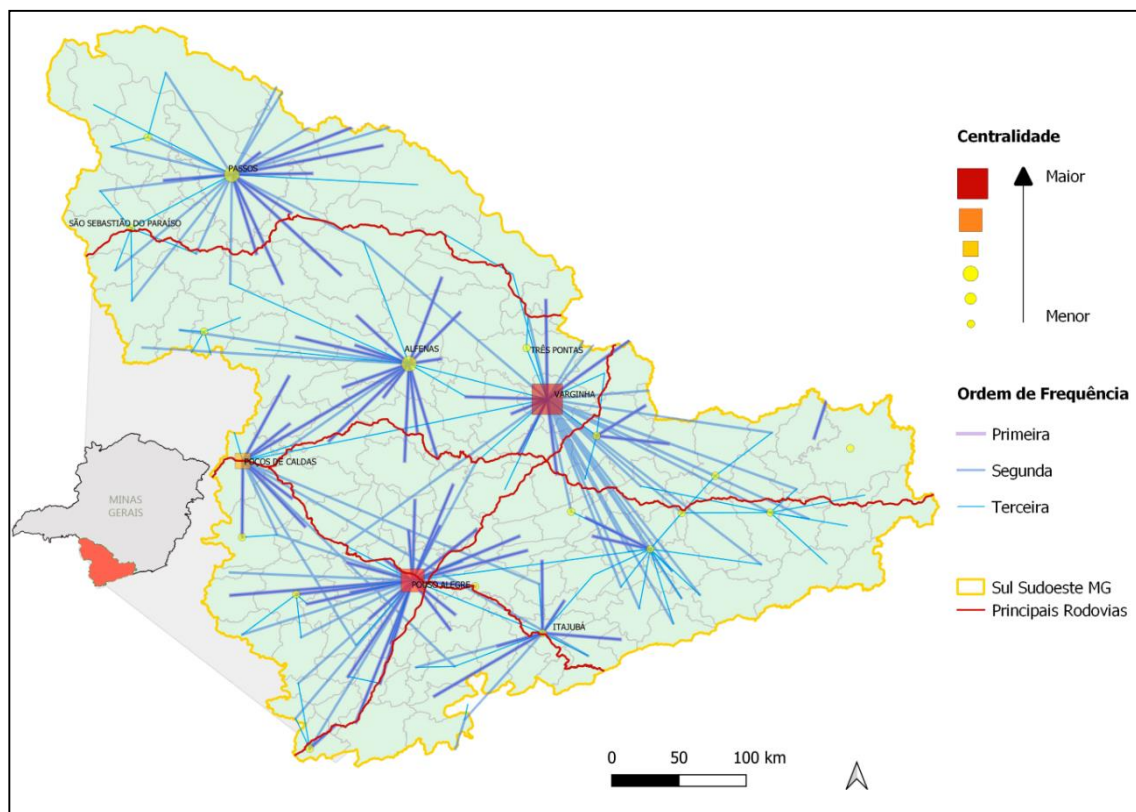 PASSOS
SÃO SEBASTIÃO DO PARAÍSO
ALFENAS
TRÊS PONTAS
VARGINHA
POÇOS DE CALDAS
POUSO ALEGRE
ITAJUBÁ
MINAS
GERAIS
Centralidade
Maior
Menor
Ordem de Frequência
Primeira
Segunda
Terceira
Sul Sudoeste MG
Principais Rodovias
0 50 100 km